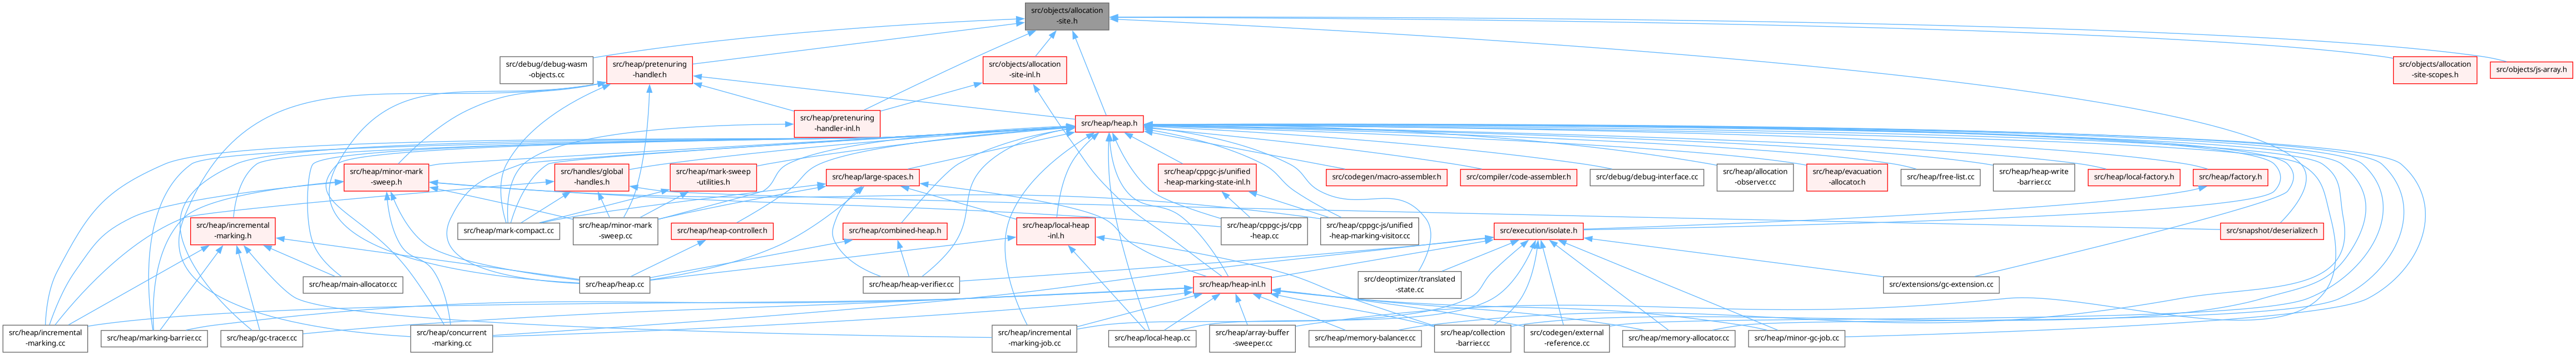 src/objects/allocation
-site.h
src/debug/debug-wasm
-objects.cc
src/heap/pretenuring
-handler.h
src/objects/allocation
-site-inl.h
src/objects/allocation
-site-scopes.h
src/objects/js-array.h
src/heap/pretenuring
-handler-inl.h
src/heap/heap.h
src/heap/minor-mark
-sweep.h
src/handles/global
-handles.h
src/heap/mark-sweep
-utilities.h
src/heap/large-spaces.h
src/heap/cppgc-js/unified
-heap-marking-state-inl.h
src/codegen/macro-assembler.h
src/compiler/code-assembler.h
src/debug/debug-interface.cc
src/heap/allocation
-observer.cc
src/heap/evacuation
-allocator.h
src/heap/free-list.cc
src/heap/heap-write
-barrier.cc
src/heap/local-factory.h
src/heap/factory.h
src/heap/incremental
-marking.h
src/heap/mark-compact.cc
src/heap/minor-mark
-sweep.cc
src/heap/heap-controller.h
src/heap/combined-heap.h
src/heap/local-heap
-inl.h
src/heap/cppgc-js/cpp
-heap.cc
src/heap/cppgc-js/unified
-heap-marking-visitor.cc
src/execution/isolate.h
src/snapshot/deserializer.h
src/heap/main-allocator.cc
src/heap/heap.cc
src/heap/heap-verifier.cc
src/heap/heap-inl.h
src/deoptimizer/translated
-state.cc
src/extensions/gc-extension.cc
src/heap/incremental
-marking.cc
src/heap/marking-barrier.cc
src/heap/gc-tracer.cc
src/heap/concurrent
-marking.cc
src/heap/incremental
-marking-job.cc
src/heap/local-heap.cc
src/heap/array-buffer
-sweeper.cc
src/heap/memory-balancer.cc
src/heap/collection
-barrier.cc
src/codegen/external
-reference.cc
src/heap/memory-allocator.cc
src/heap/minor-gc-job.cc